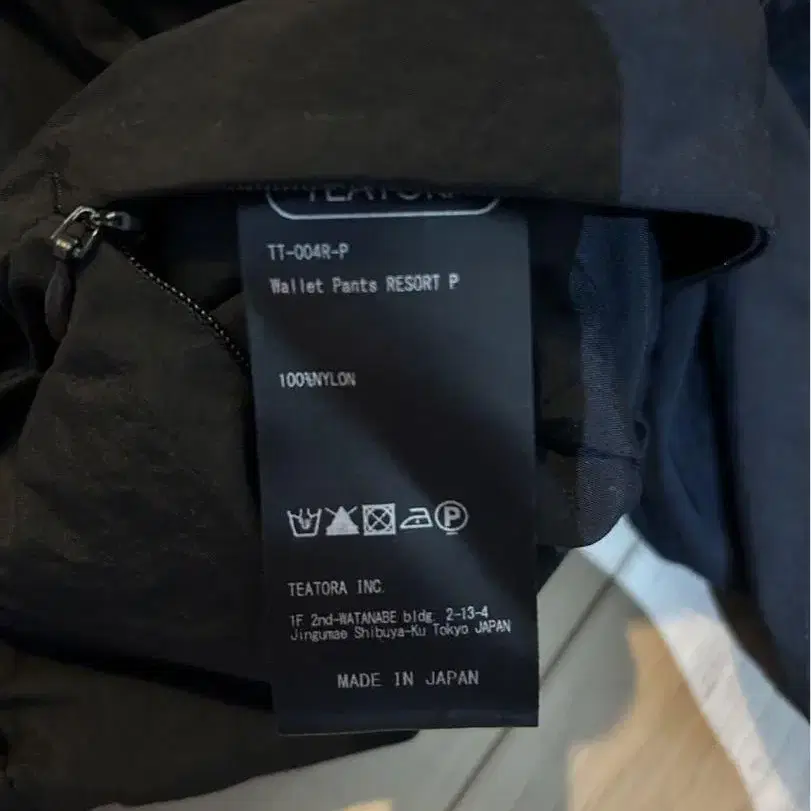 TEATORA
TT-004R-P
Wallet Pants RESORT P
100%NYLON
P
TEATORA INC.
1F 2nd-WATANABE bldg. 2-13-4
Jingumae Shibuya-Ku Tokyo JAPAN
MADE IN JAPAN